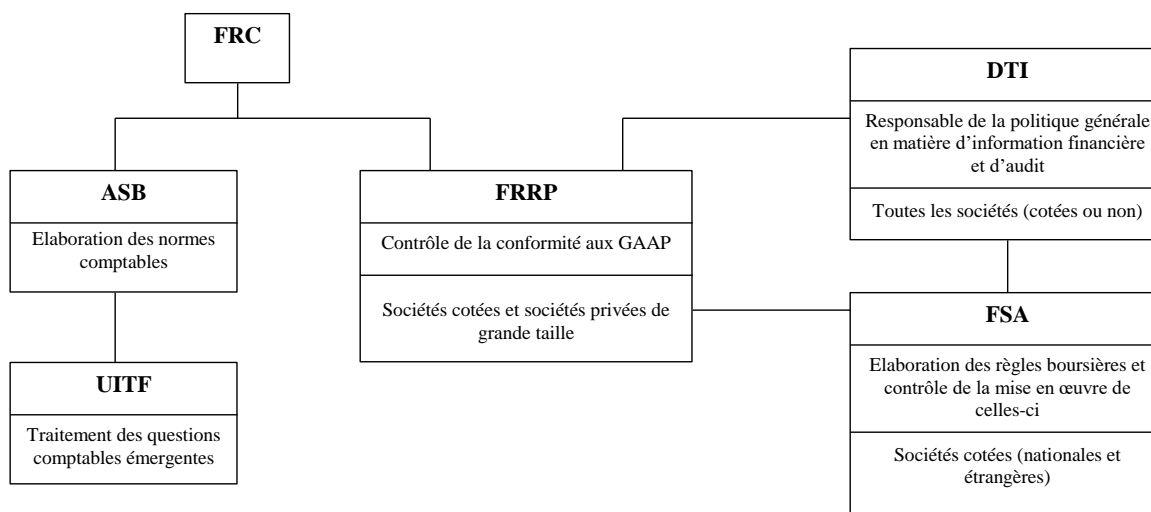 FRC
ASB
Elaboration des normes
comptables
UITF
Traitement des questions
comptables émergentes
FRRP
Contrôle de la conformité aux GAAP
Sociétés cotées et sociétés privées de
grande taille
DTI
Responsable de la politique générale
en matière d’information financière
et d’audit
Toutes les sociétés (cotées ou non)
FSA
Elaboration des règles boursières et
contrôle de la mise en œuvre de
celles-ci
Sociétés cotées (nationales et
étrangères)